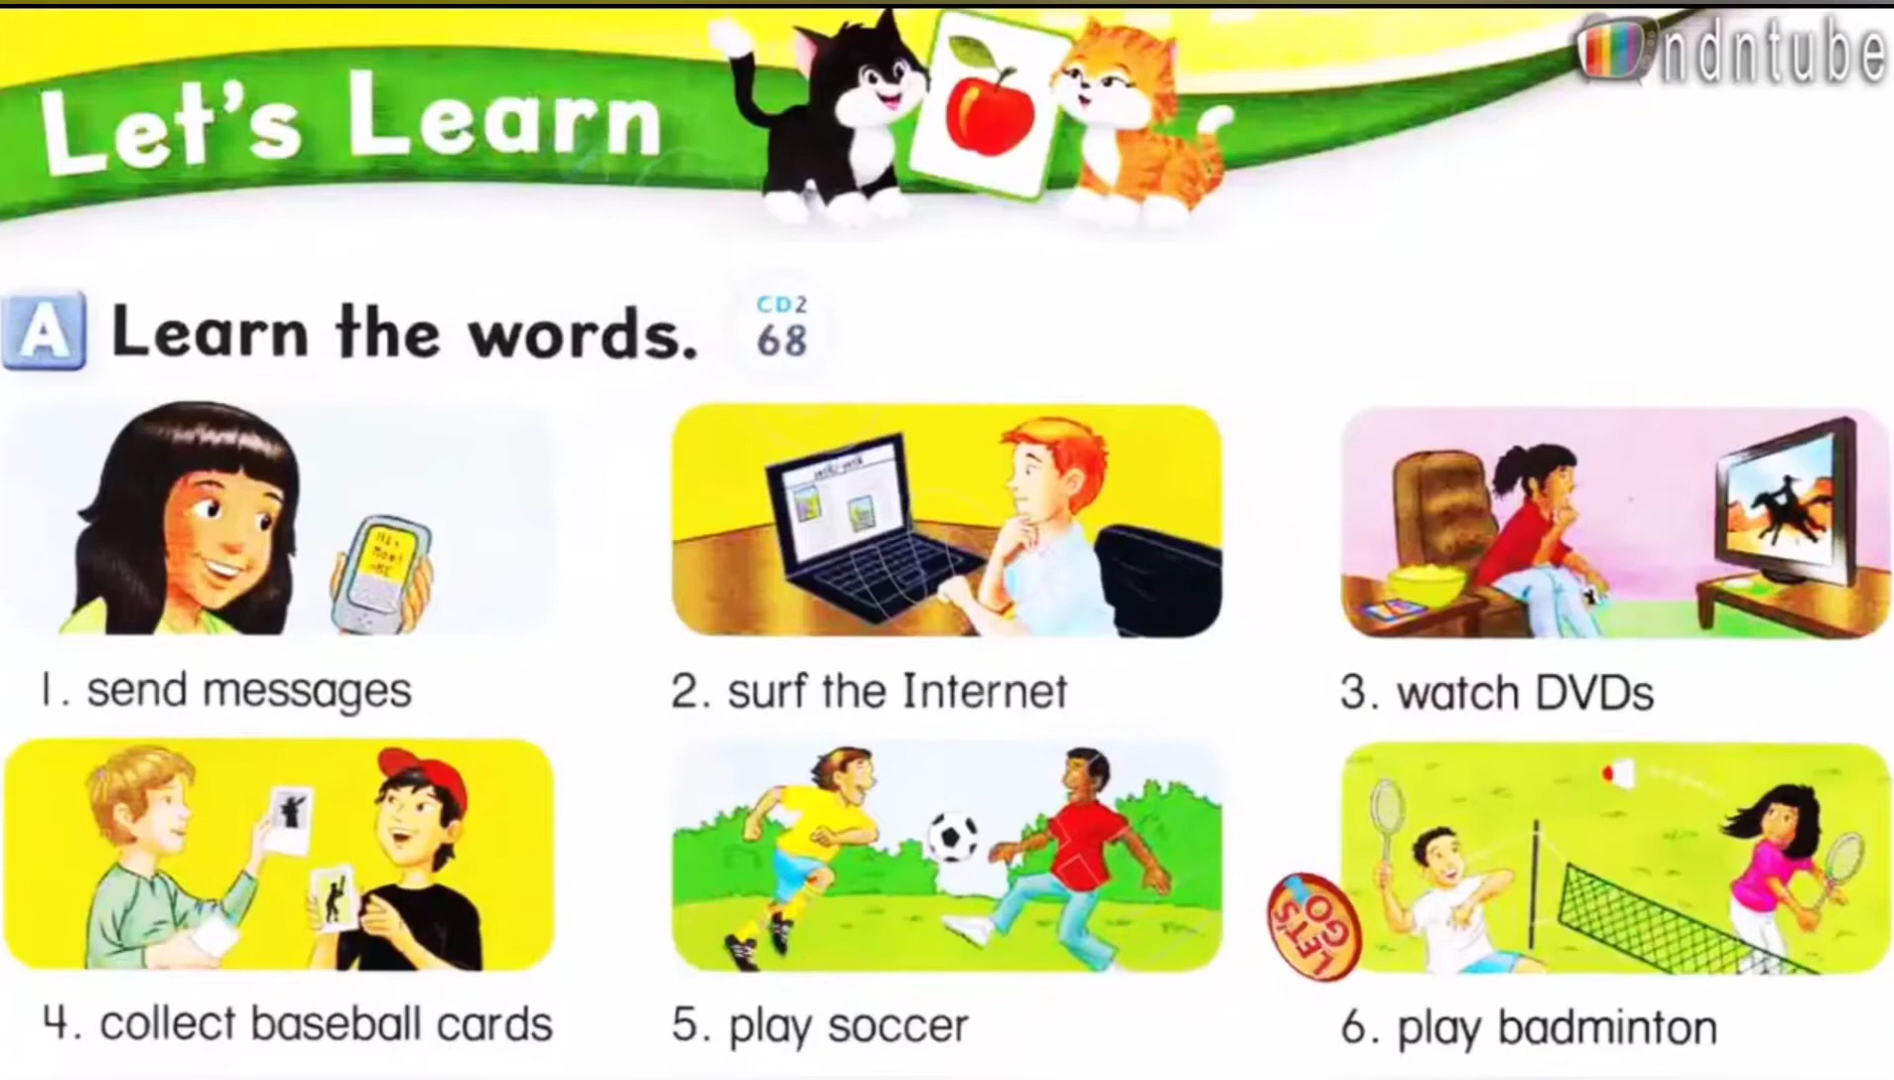 ndntube
Let's Learn
A Learn the words.
CD2
68
1. send messages
2. surf the Internet
3. watch DVDs
4. collect baseball cards
5. play soccer
LET'S
GO
6. play badminton